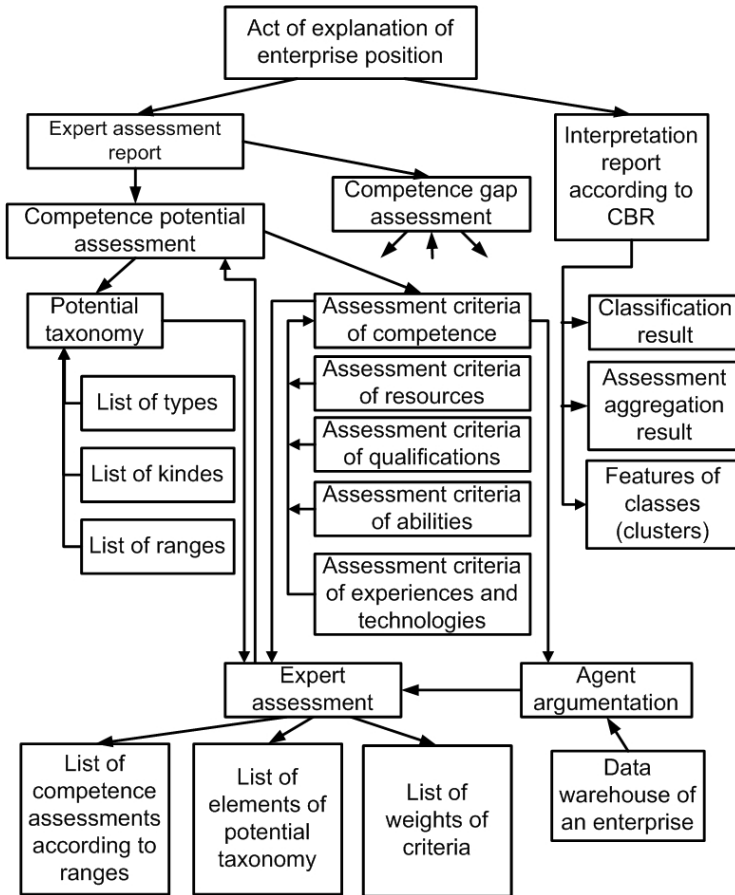 Act of explanation of
enterprise position
Expert assessment
report
Interpretation
report
according to
CBR
Competence gap
assessment
Competence potential
assessment
Potential
taxonomy
Assessment criteria
of competence
Classification
result
Assessment criteria
of resources
Assessment
aggregation
result
List of types
Assessment criteria
of qualifications
List of kindes
Features of
classes
(clusters)
Assessment criteria
of abilities
List of ranges
Assessment criteria
of experiences and
technologies
Expert
assessment
Agent
argumentation
List of
competence
assessments
according to
ranges
List of
elements of
potential
taxonomy
List of
weights of
criteria
Data
warehouse of
an enterprise